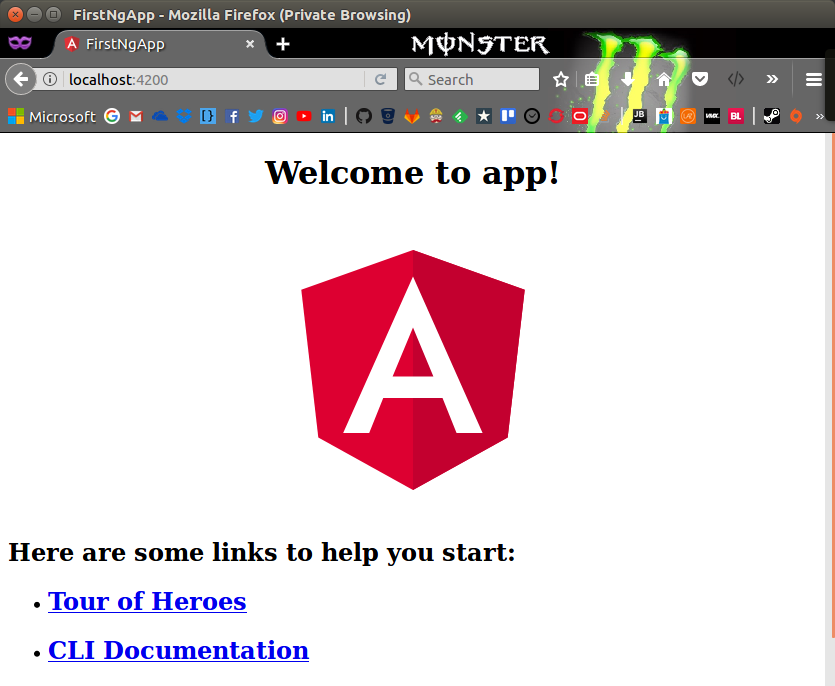 FirstNgApp - Mozilla Firefox (Private Browsing)
FirstNgApp
MONSTER
localhost:4200
Search
Microsoft
JB
VMX
BL
Welcome to app!
A
Here are some links to help you start:
Tour of Heroes
CLI Documentation